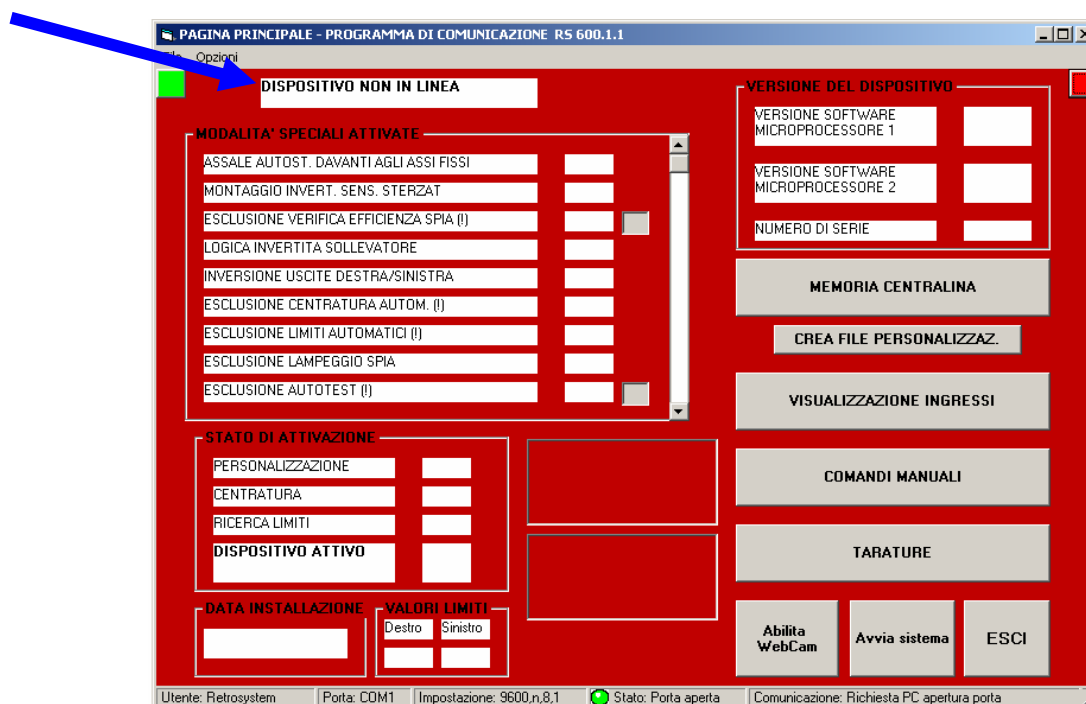 PAGINA PRINCIPALE - PROGRAMMA DI COMUNICAZIONE RS 600.1.1
File Opzioni
DISPOSITIVO NON IN LINEA
MODALITA' SPECIALI ATTIVATE
ASSALE AUTOST. DAVANTI AGLI ASSI FISSI
MONTAGGIO INVERT. SENS. STERZAT
ESCLUSIONE VERIFICA EFFICIENZA SPIA (!)
LOGICA INVERTITA SOLLEVATORE
INVERSIONE USCITE DESTRA/SINISTRA
ESCLUSIONE CENTRATURA AUTOM. (!)
ESCLUSIONE LIMITI AUTOMATICI (!)
ESCLUSIONE LAMPEGGIO SPIA
ESCLUSIONE AUTOTEST (!)
STATO DI ATTIVAZIONE
PERSONALIZZAZIONE
CENTRATURA
RICERCA LIMITI
DISPOSITIVO ATTIVO
DATA INSTALLAZIONE
VALORI LIMITI
Destro Sinistro
VERSIONE DEL DISPOSITIVO
VERSIONE SOFTWARE
MICROPROCESSORE 1
VERSIONE SOFTWARE
MICROPROCESSORE 2
NUMERO DI SERIE
MEMORIA CENTRALINA
CREA FILE PERSONALIZZAZ.
VISUALIZZAZIONE INGRESSI
COMANDI MANUALI
TARATURE
Abilita
WebCam
Avvia sistema
ESCI
Utente: Retrosystem Porta: COM1 Impostazione: 9600,n,8,1 Stato: Porta aperta Comunicazione: Richiesta PC apertura porta